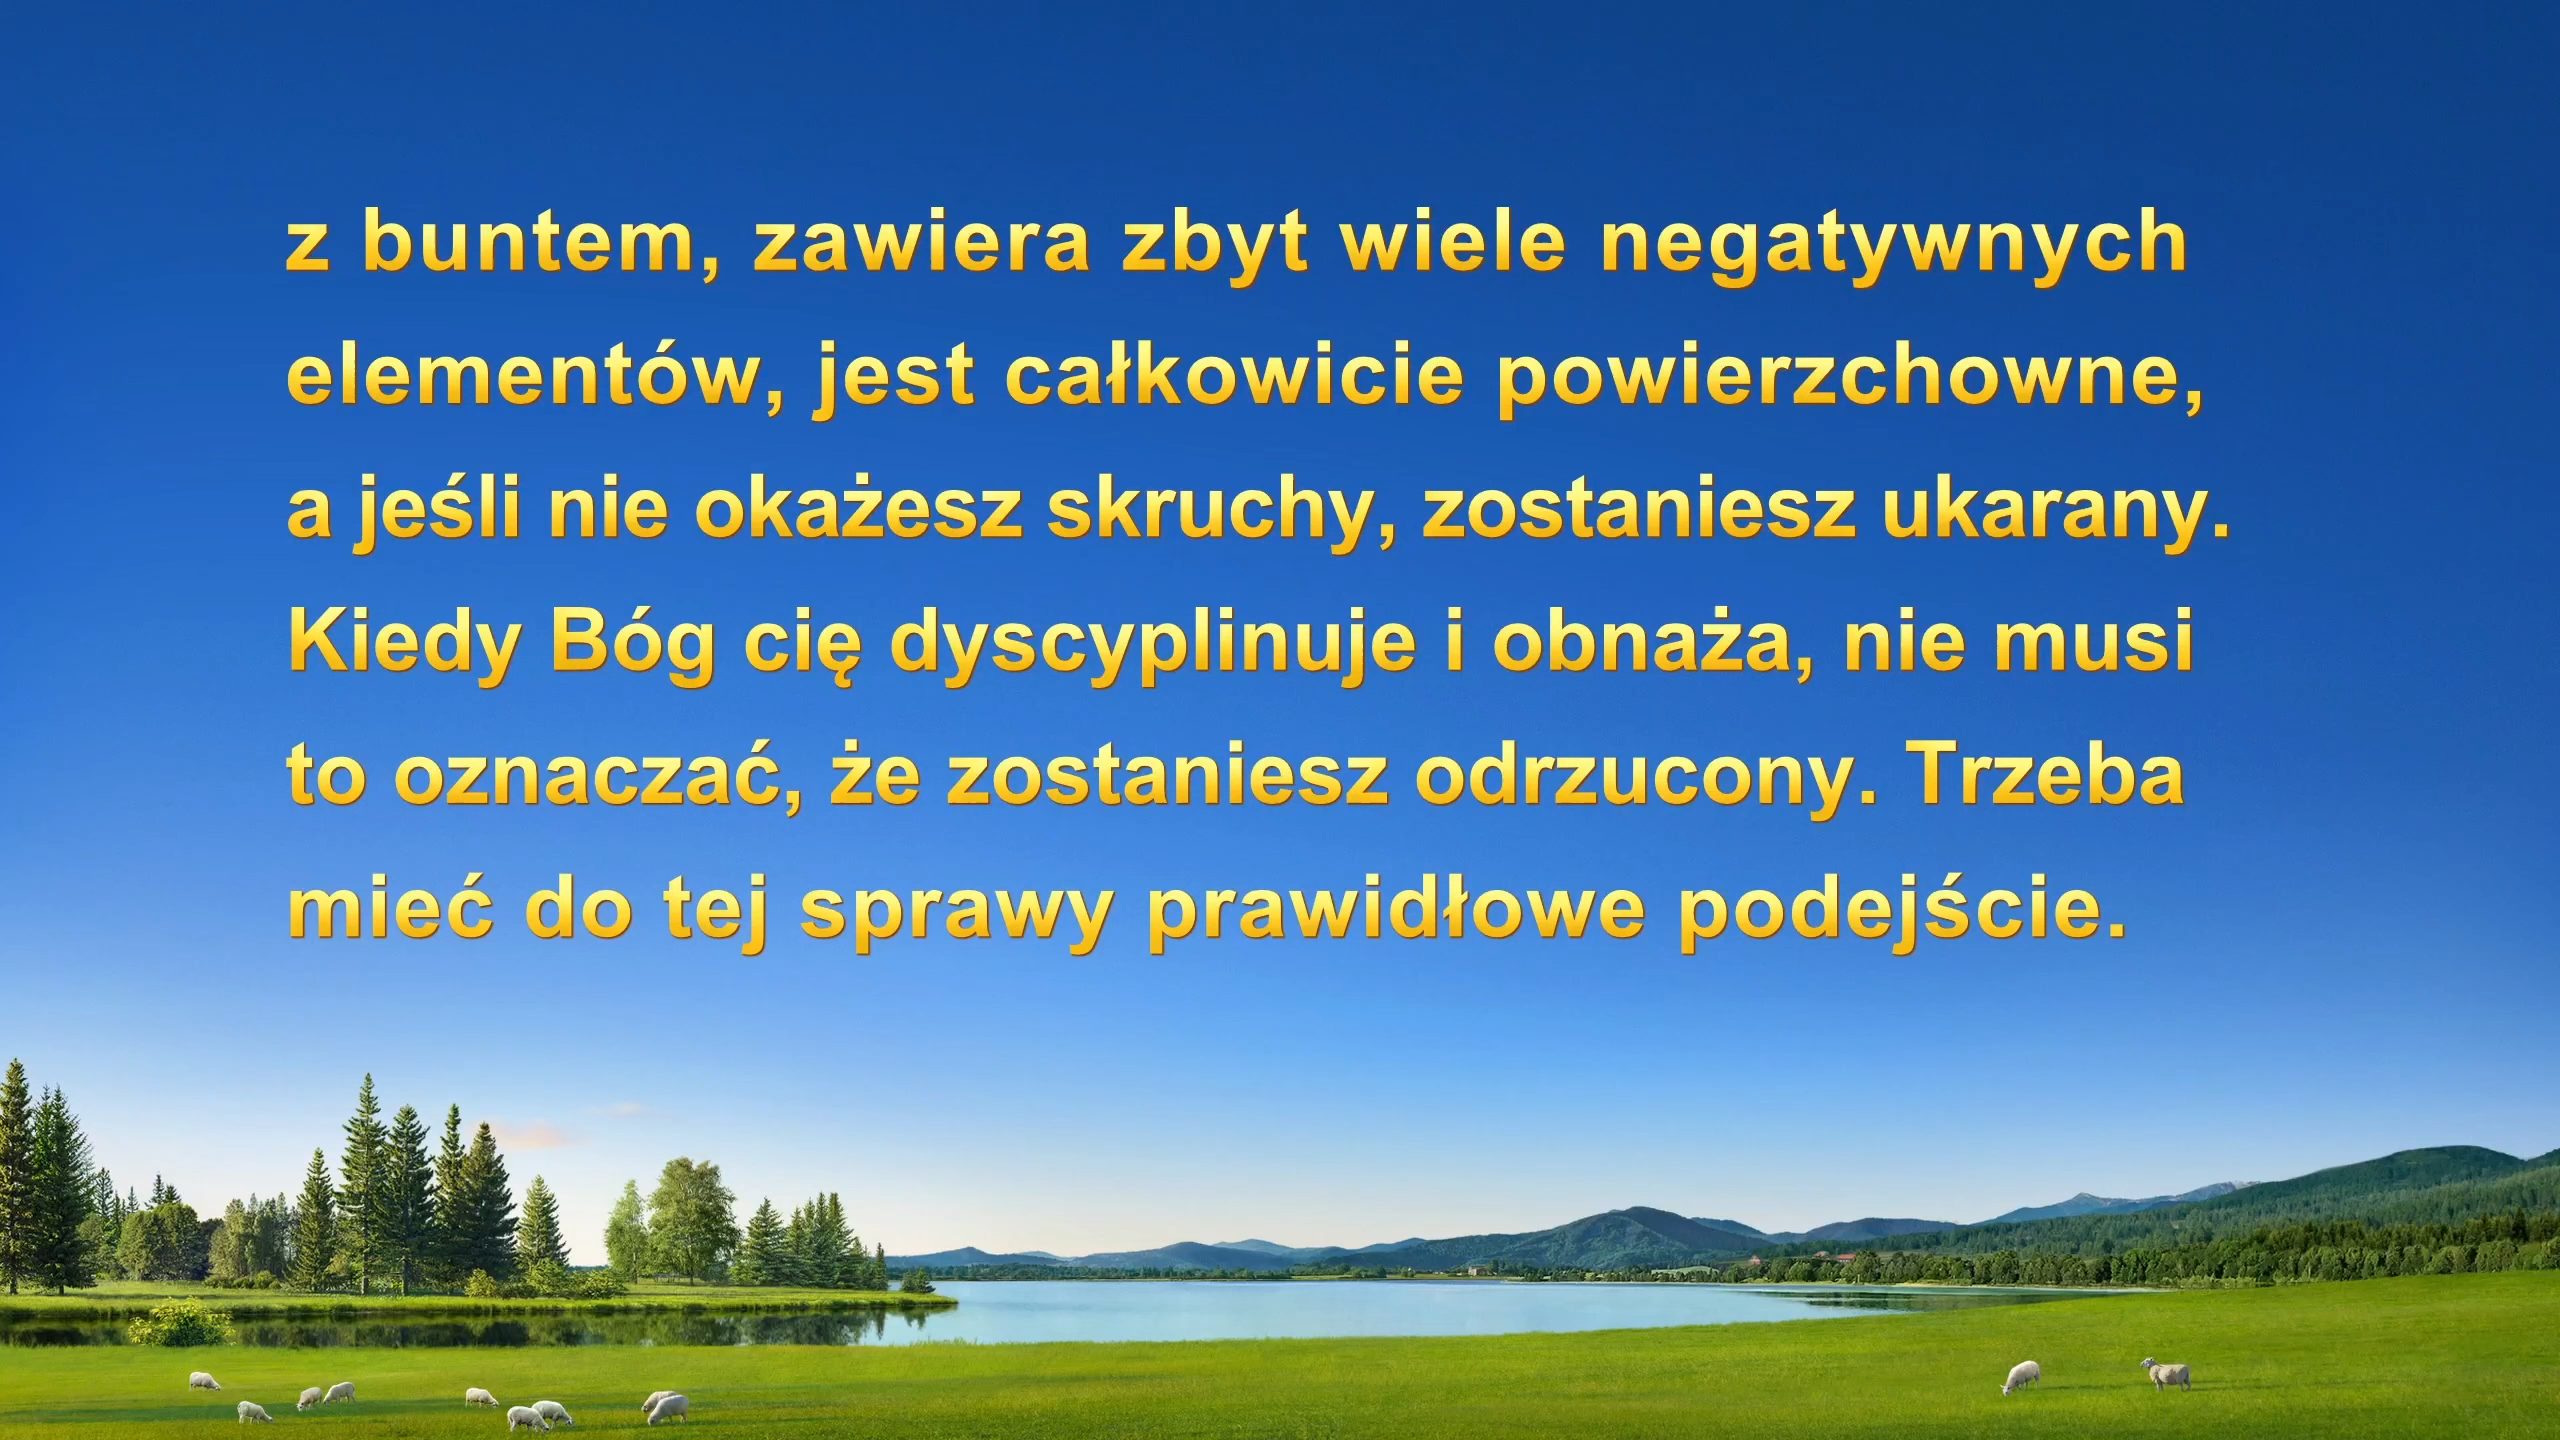 z buntem, zawiera zbyt wiele negatywnych
elementów, jest całkowicie powierzchowne,
a jeśli nie okażesz skruchy, zostaniesz ukarany.
Kiedy Bóg cię dyscyplinuje i obnaża, nie musi
to oznaczać, że zostaniesz odrzucony. Trzeba
mieć do tej sprawy prawidłowe podejście.